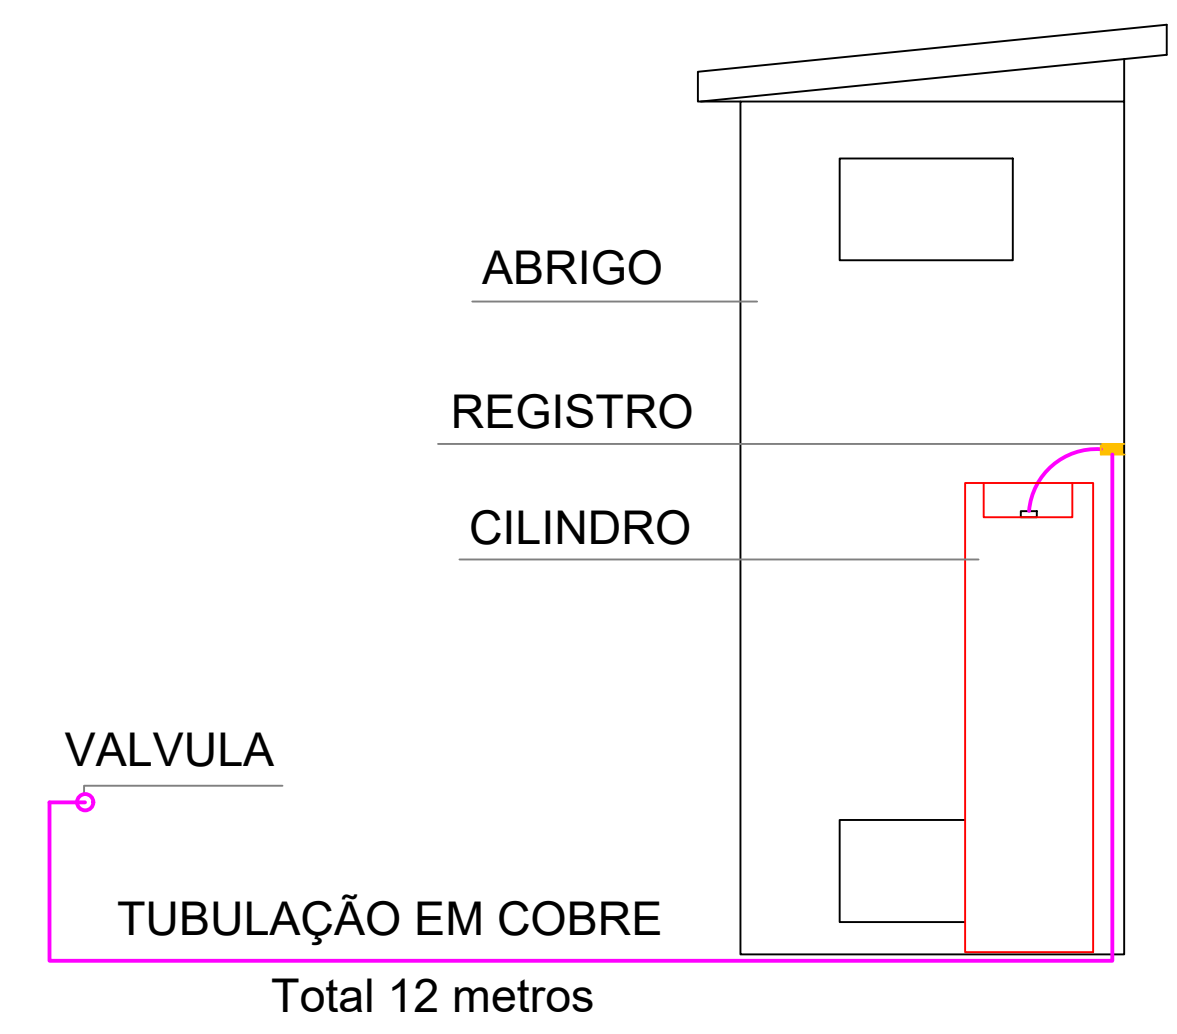 ABRIGO
REGISTRO
CILINDRO
VALVULA
TUBULAÇÃO EM COBRE
Total 12 metros